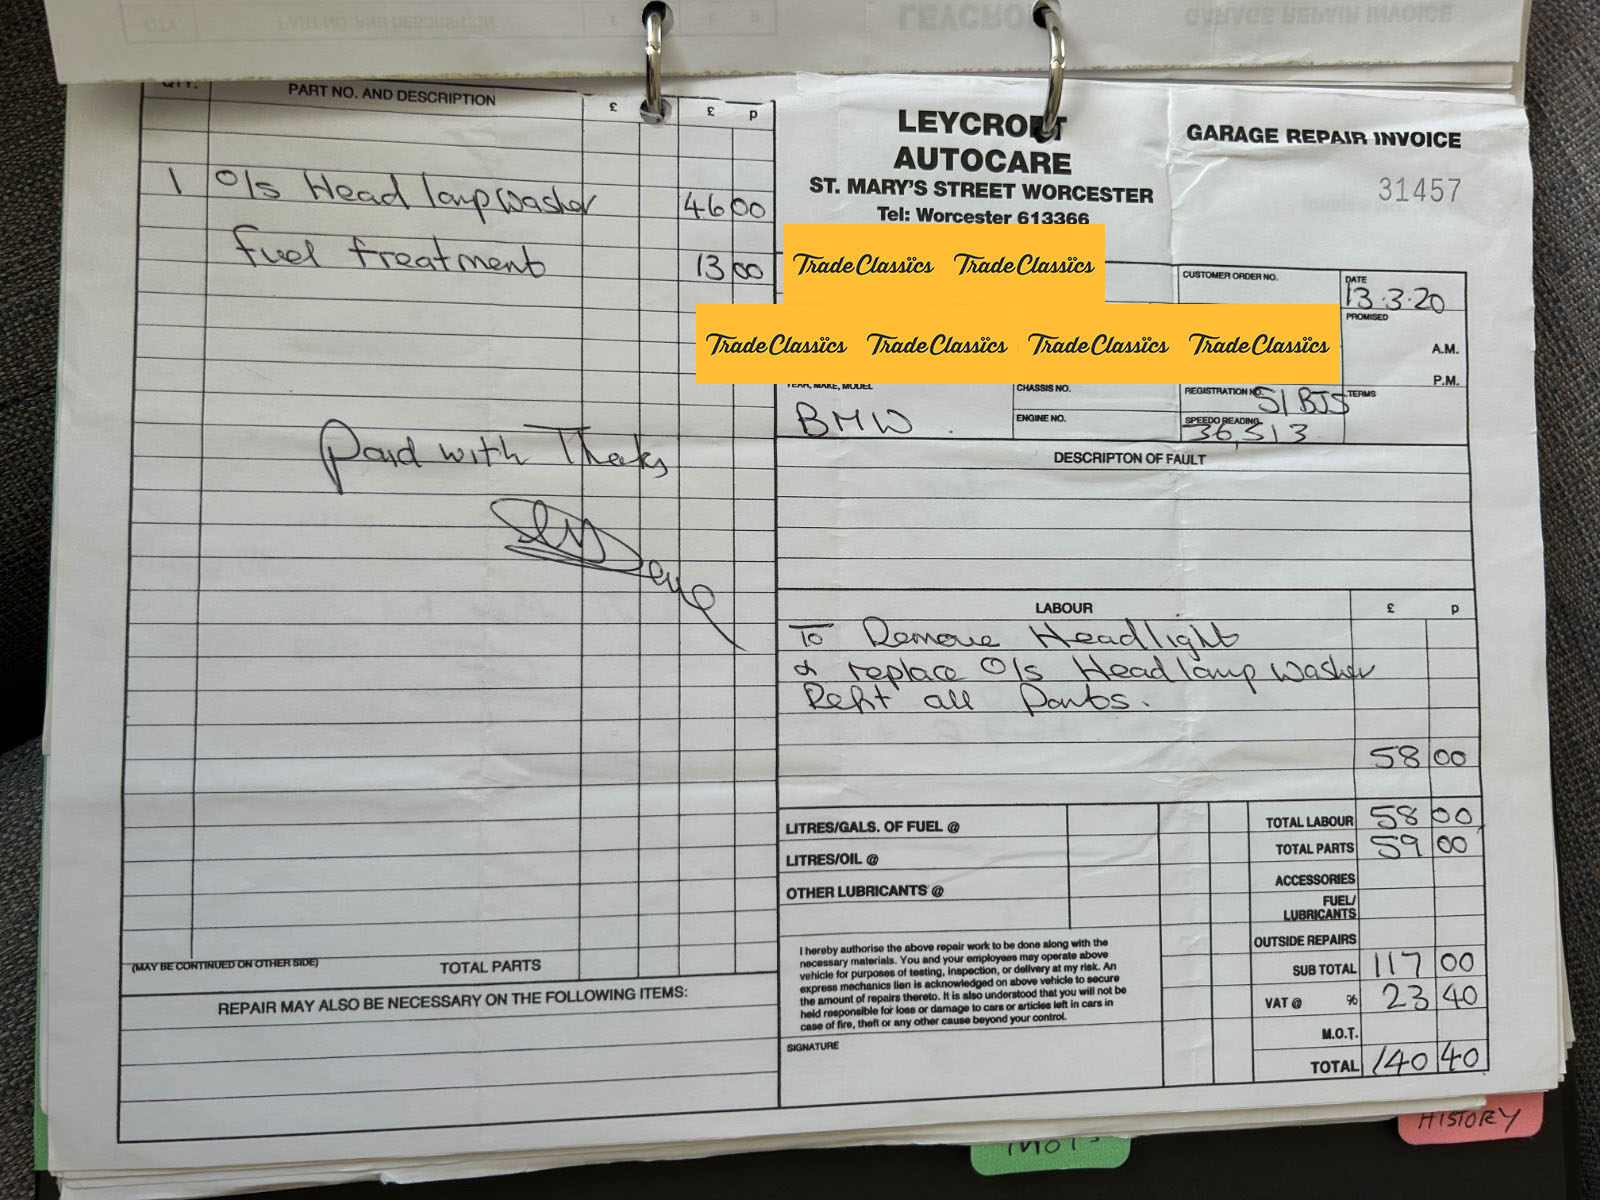 QTY.
PART NO. AND DESCRIPTION
£
£ p
1 O/s Head lamp washer 46 00
fuel treatment 13 00
Paid with Thanks
LEYCROFT
AUTOCARE
ST. MARY'S STREET WORCESTER
Tel: Worcester 613366
GARAGE REPAIR INVOICE
31457
TradeClassics TradeClassics
TradeClassics TradeClassics TradeClassics TradeClassics
CUSTOMER ORDER NO.
DATE
13.3.20
PROMISED
A.M.
P.M.
YEAR, MAKE, MODEL
BMW
CHASSIS NO.
ENGINE NO.
REGISTRATION NO.
S1 BJS
SPEEDO READING
36,513
TERMS
DESCRIPTON OF FAULT
LABOUR £ p
To Remove Headlight
& replace O/s Head lamp washer
Refit all Parts.
58 00
LITRES/GALS. OF FUEL @
LITRES/OIL @
OTHER LUBRICANTS @
TOTAL LABOUR 58 00
TOTAL PARTS 59 00
ACCESSORIES
FUEL/
LUBRICANTS
OUTSIDE REPAIRS
SUB TOTAL 117 00
VAT @ % 23 40
M.O.T.
TOTAL 140 40
I hereby authorise the above repair work to be done along with the
necessary materials. You and your employees may operate above
vehicle for purposes of testing, inspection, or delivery at my risk. An
express mechanics lien is acknowledged on above vehicle to secure
the amount of repairs thereto. It is also understood that you will not be
held responsible for loss or damage to cars or articles left in cars in
case of fire, theft or any other cause beyond your control.
SIGNATURE
(MAY BE CONTINUED ON OTHER SIDE)
TOTAL PARTS
REPAIR MAY ALSO BE NECESSARY ON THE FOLLOWING ITEMS:
MOT'S
HISTORY